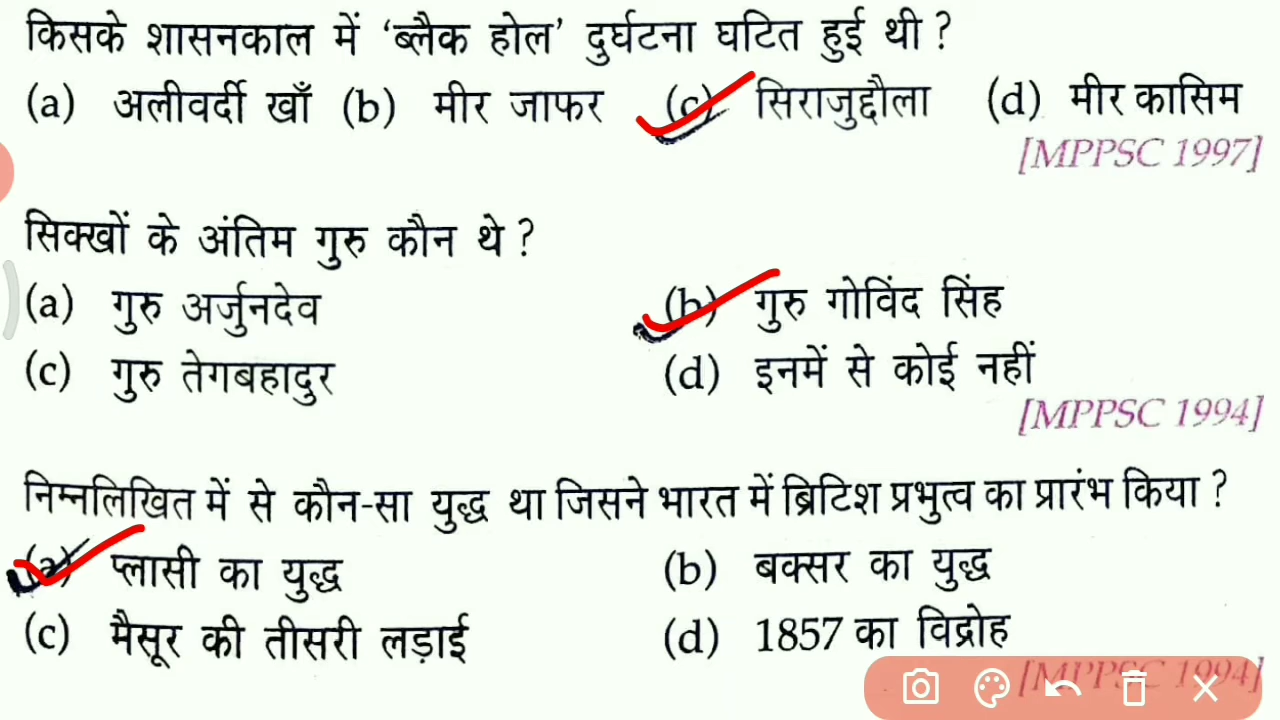 किसके शासनकाल में ‘ब्लैक होल’ दुर्घटना घटित हुई थी ?
(a) अलीवर्दी खाँ (b) मीर जाफर (c) सिराजुद्दौला (d) मीर कासिम
[MPPSC 1997]
सिक्खों के अंतिम गुरु कौन थे ?
(a) गुरु अर्जुनदेव (b) गुरु गोविंद सिंह
(c) गुरु तेगबहादुर (d) इनमें से कोई नहीं
[MPPSC 1994]
निम्नलिखित में से कौन-सा युद्ध था जिसने भारत में ब्रिटिश प्रभुत्व का प्रारंभ किया ?
(a) प्लासी का युद्ध (b) बक्सर का युद्ध
(c) मैसूर की तीसरी लड़ाई (d) 1857 का विद्रोह
[MPPSC 1994]